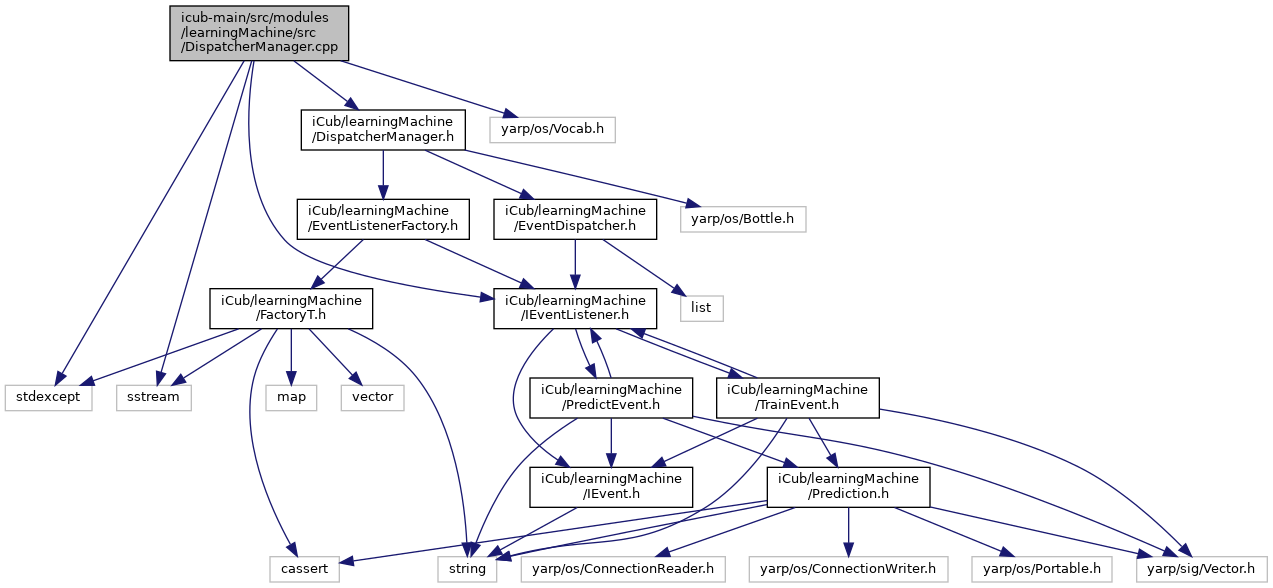 icub-main/src/modules
/learningMachine/src
/DispatcherManager.cpp
iCub/learningMachine
/DispatcherManager.h
yarp/os/Vocab.h
iCub/learningMachine
/EventListenerFactory.h
iCub/learningMachine
/EventDispatcher.h
yarp/os/Bottle.h
iCub/learningMachine
/FactoryT.h
iCub/learningMachine
/IEventListener.h
list
stdexcept
sstream
map
vector
iCub/learningMachine
/PredictEvent.h
iCub/learningMachine
/TrainEvent.h
iCub/learningMachine
/IEvent.h
iCub/learningMachine
/Prediction.h
cassert
string
yarp/os/ConnectionReader.h
yarp/os/ConnectionWriter.h
yarp/os/Portable.h
yarp/sig/Vector.h